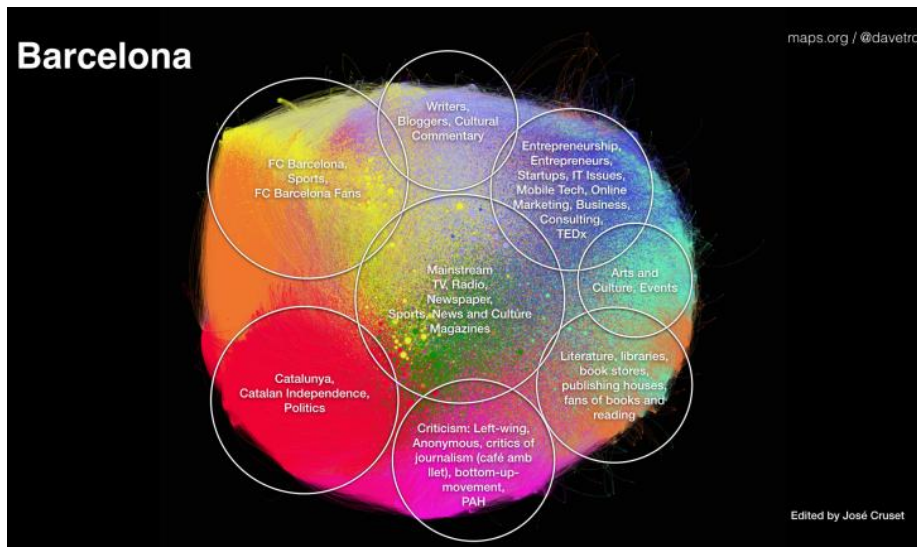 Barcelona
maps.org / @davetro
Writers,
Bloggers, Cultural
Commentary
FC Barcelona,
Sports,
FC Barcelona Fans
Entrepreneurship,
Entrepreneurs,
Startups, IT Issues,
Mobile Tech, Online
Marketing, Business,
Consulting,
TEDx
Mainstream
TV, Radio,
Newspaper,
Sports, News and Culture
Magazines
Arts and
Culture, Events
Catalunya,
Catalan Independence,
Politics
Literature, libraries,
book stores,
publishing houses,
fans of books and
reading
Criticism: Left-wing,
Anonymous, critics of
journalism (café amb
llet), bottom-up-
movement,
PAH
Edited by José Cruset